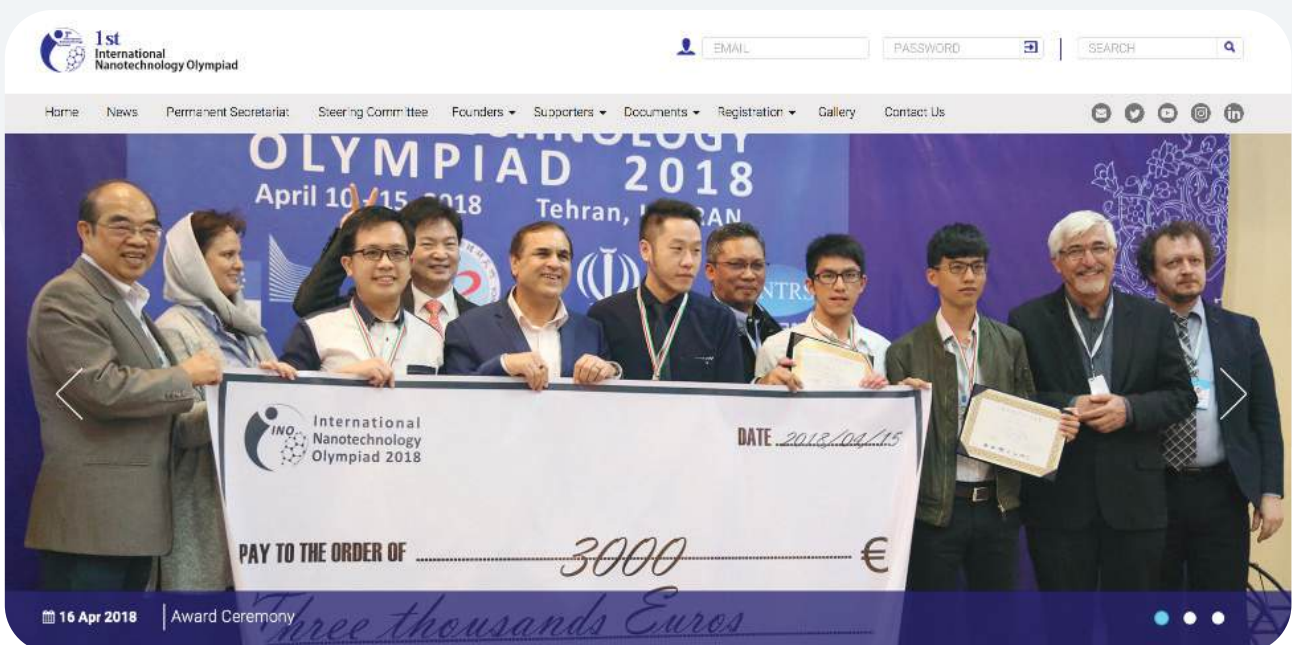 1st
International
Nanotechnology Olympiad
EMAIL
PASSWORD
SEARCH
Home News Permanent Secretariat Steering Committee Founders Supporters Documents Registration Gallery Contact Us
OLYMPIAD 2018
April 10-15, 2018 Tehran,
INO
International
Nanotechnology
Olympiad 2018
DATE 2018/04/15
PAY TO THE ORDER OF 3000 €
Three thousands Euros
16 Apr 2018 Award Ceremony